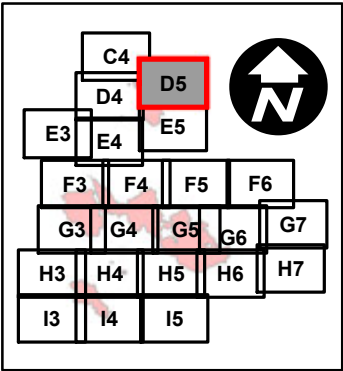 C4
D4 D5
E3 E4 E5
F3 F4 F5 F6
G3 G4 G5 G6 G7
H3 H4 H5 H6 H7
I3 I4 I5
N